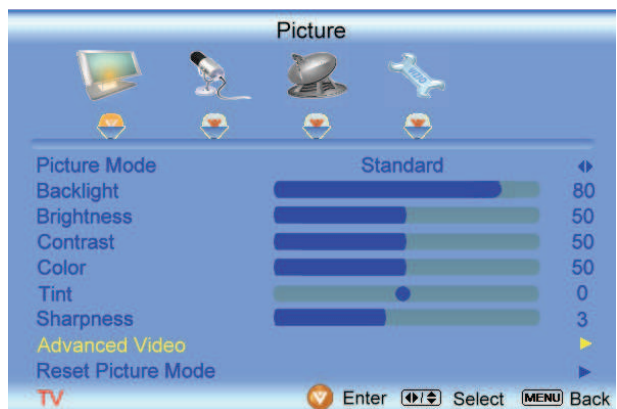 Picture
VIZIO
Picture Mode Standard
Backlight 80
Brightness 50
Contrast 50
Color 50
Tint 0
Sharpness 3
Advanced Video
Reset Picture Mode
TV Enter Select MENU Back